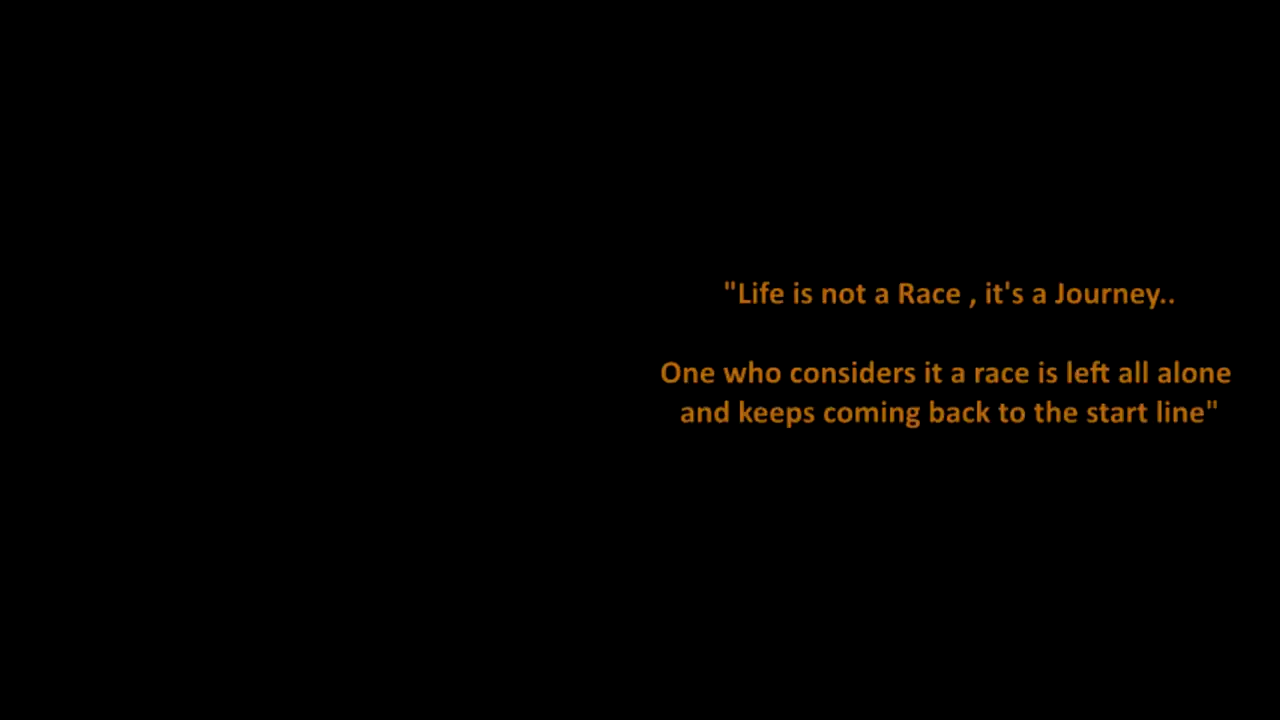 "Life is not a Race , it's a Journey..
One who considers it a race is left all alone
and keeps coming back to the start line"